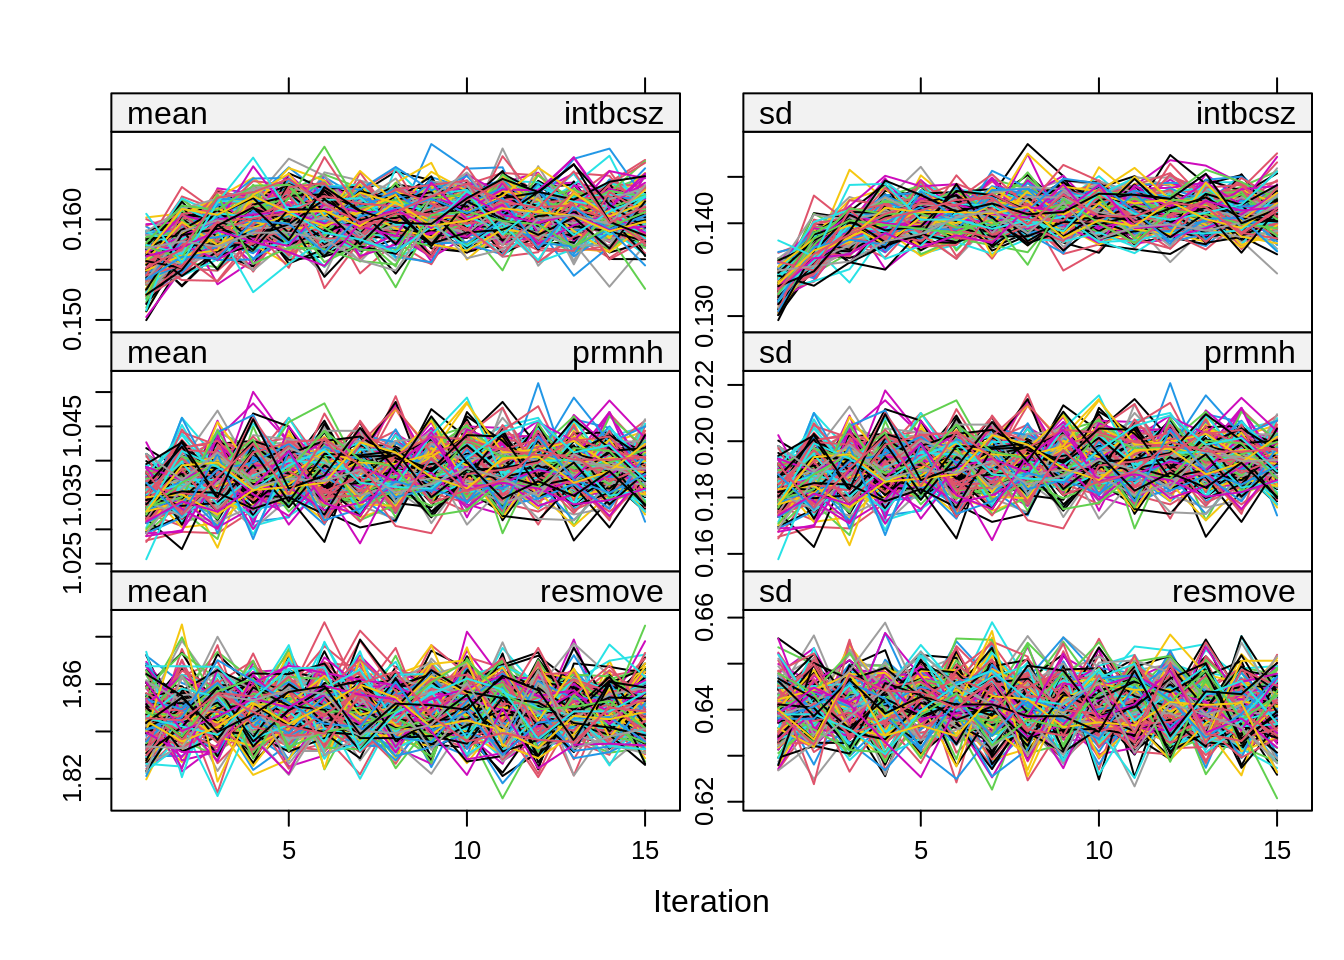 mean intbcsz
sd intbcsz
0.150 0.160
0.130 0.140
mean prmnh
sd prmnh
1.025 1.035 1.045
0.16 0.18 0.20 0.22
mean resmove
sd resmove
1.82 1.86
0.62 0.64 0.66
5 10 15
5 10 15
Iteration